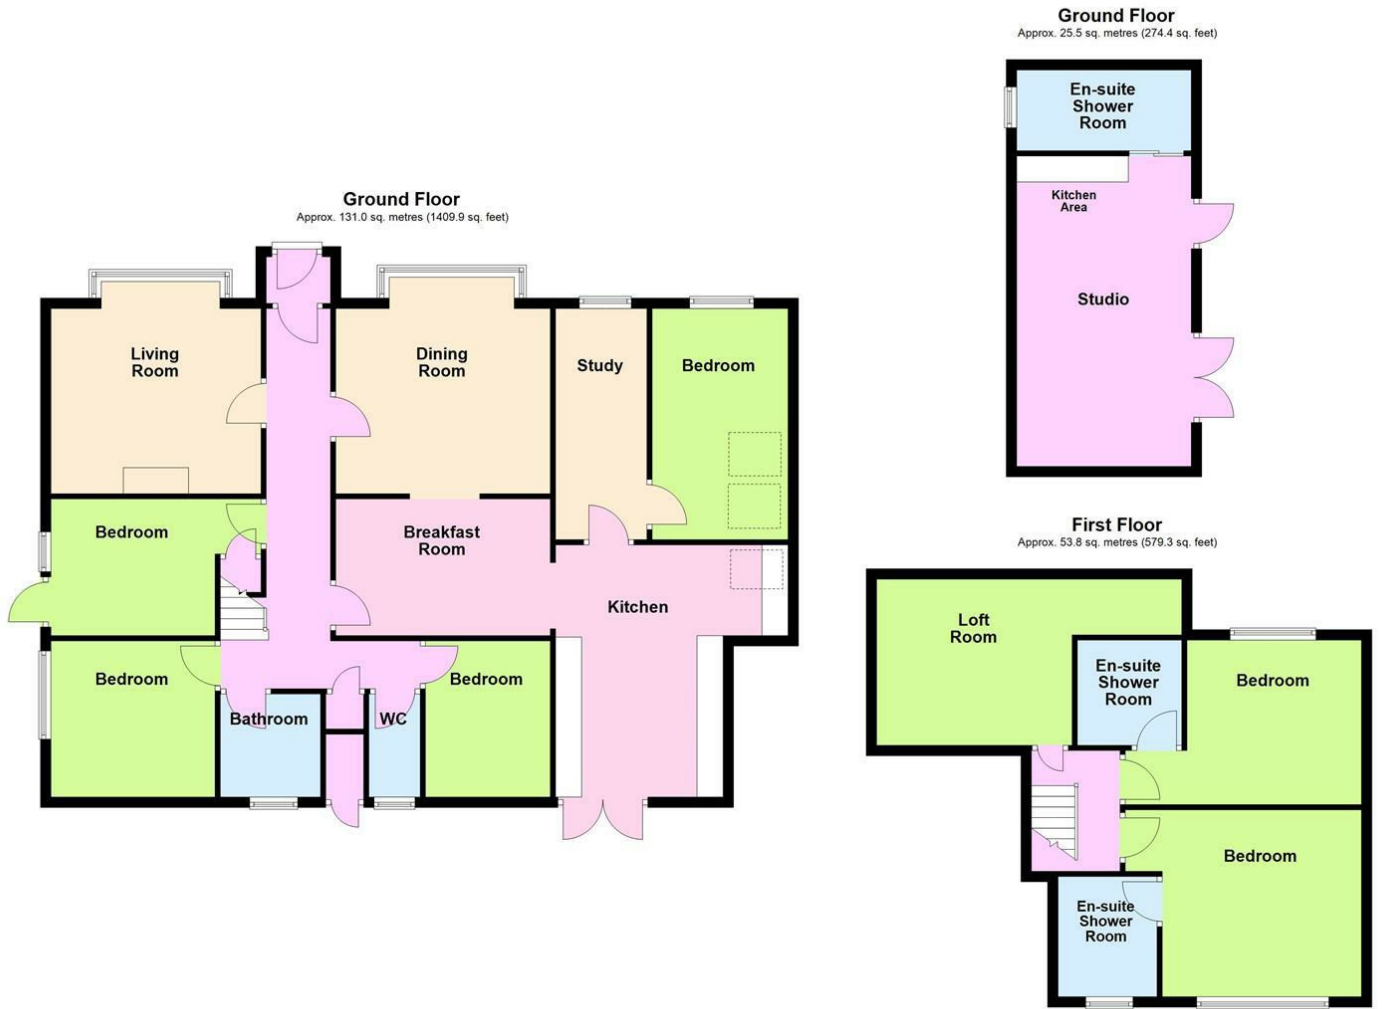 Ground Floor
Approx. 131.0 sq. metres (1409.9 sq. feet)
Living
Room
Dining
Room
Study
Bedroom
Bedroom
Breakfast
Room
Kitchen
Bedroom
Bathroom
WC
Bedroom
Ground Floor
Approx. 25.5 sq. metres (274.4 sq. feet)
En-suite
Shower
Room
Kitchen
Area
Studio
First Floor
Approx. 53.8 sq. metres (579.3 sq. feet)
Loft
Room
En-suite
Shower
Room
Bedroom
Bedroom
En-suite
Shower
Room